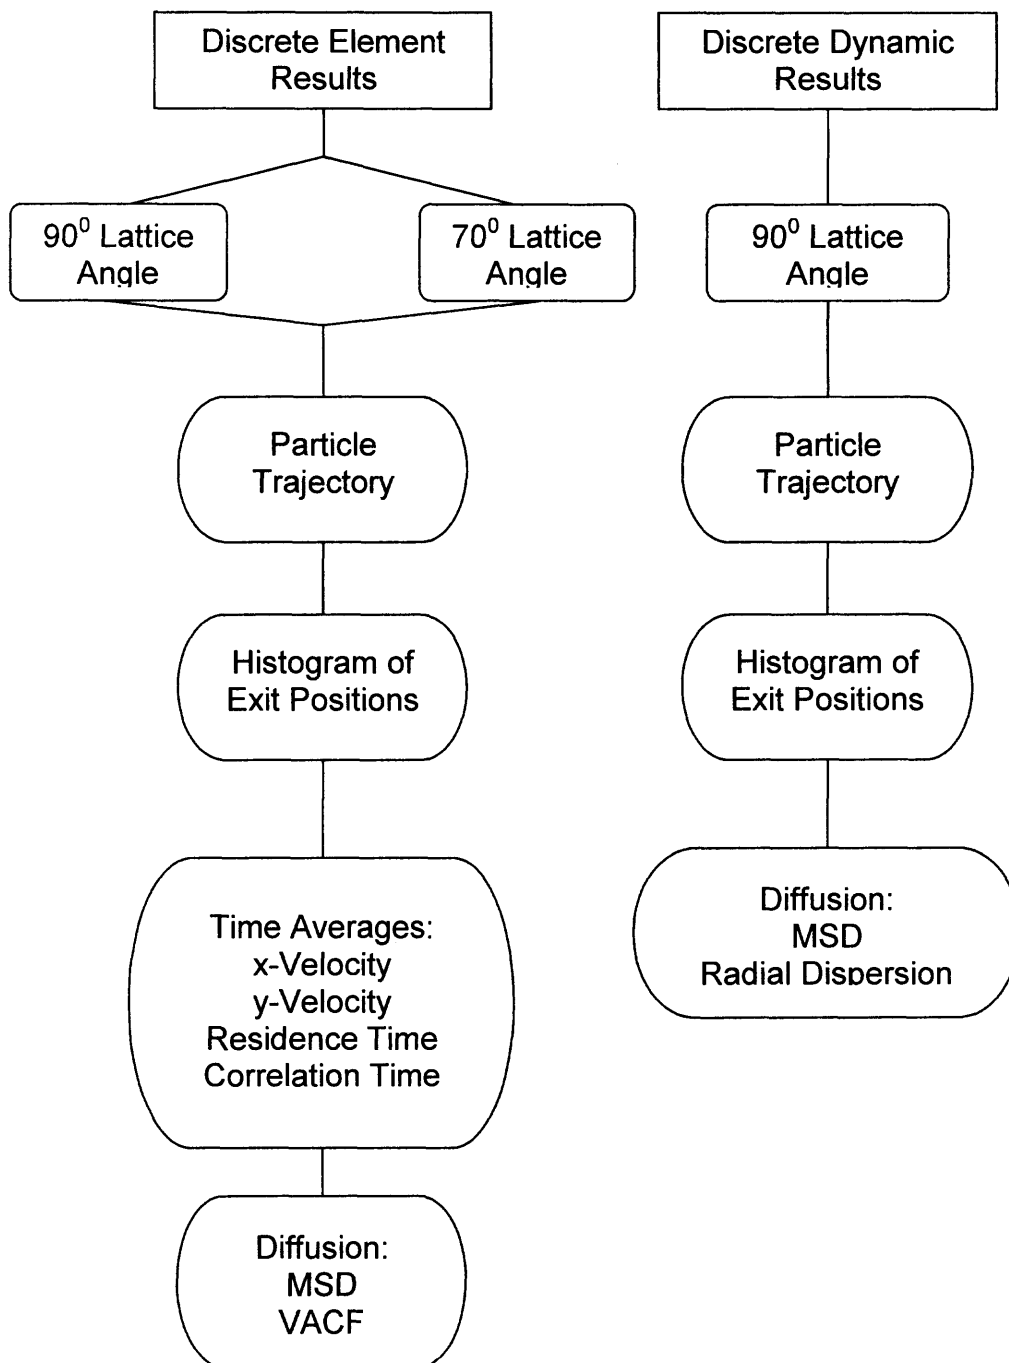 Discrete Element
Results
90⁰ Lattice
Angle
70⁰ Lattice
Angle
Particle
Trajectory
Histogram of
Exit Positions
Time Averages:
x-Velocity
y-Velocity
Residence Time
Correlation Time
Diffusion:
MSD
VACF
Discrete Dynamic
Results
90⁰ Lattice
Angle
Particle
Trajectory
Histogram of
Exit Positions
Diffusion:
MSD
Radial Dispersion